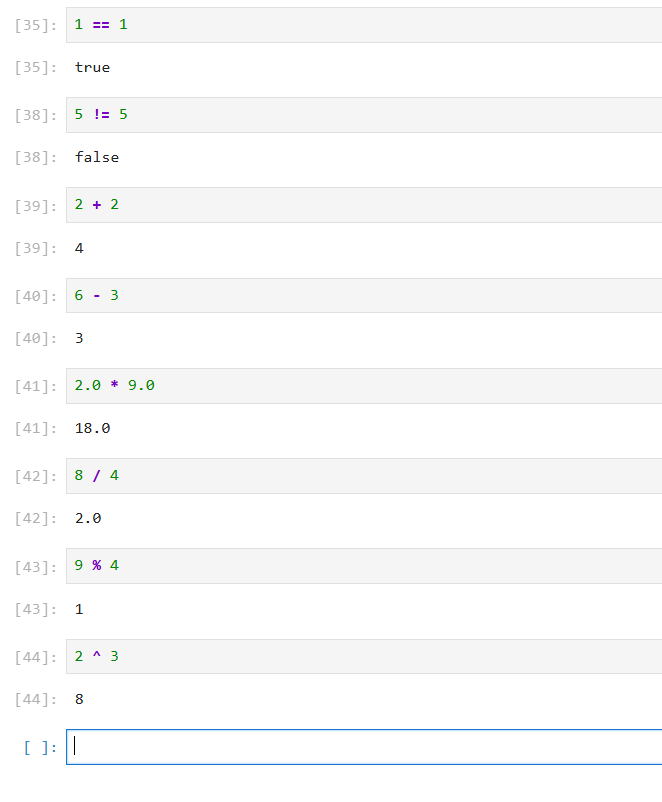 [35]: 1 == 1
[35]: true
[38]: 5 != 5
[38]: false
[39]: 2 + 2
[39]: 4
[40]: 6 - 3
[40]: 3
[41]: 2.0 * 9.0
[41]: 18.0
[42]: 8 / 4
[42]: 2.0
[43]: 9 % 4
[43]: 1
[44]: 2 ^ 3
[44]: 8
[ ]: